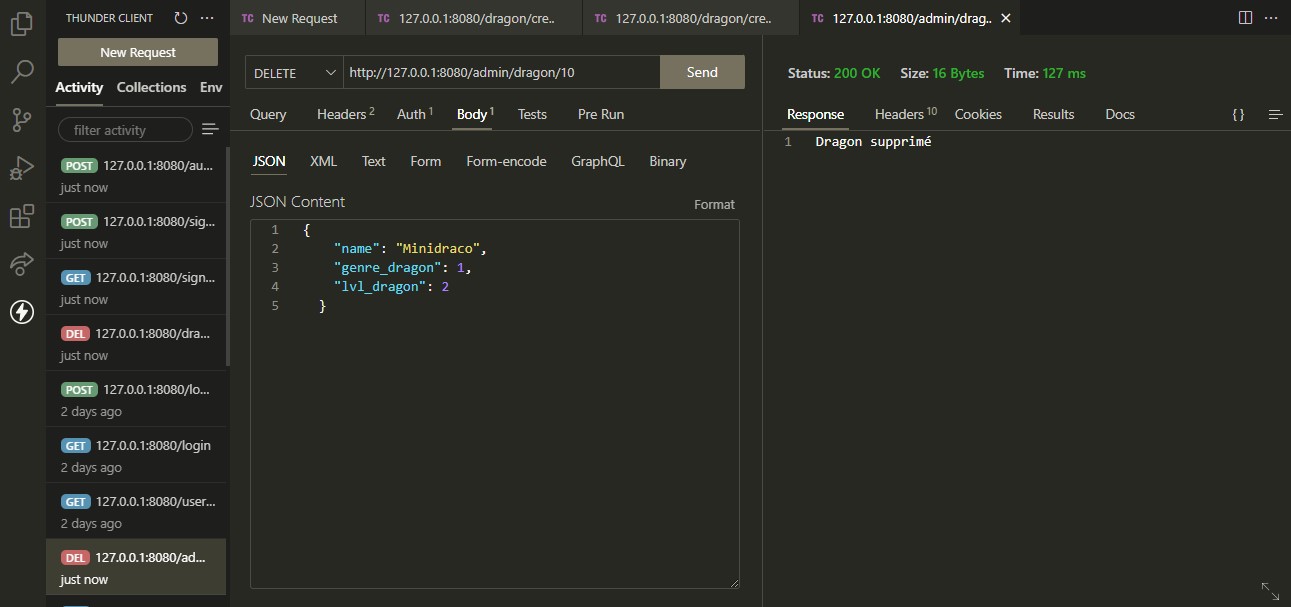 THUNDER CLIENT
New Request
Activity Collections Env
filter activity
POST 127.0.0.1:8080/au...
just now
POST 127.0.0.1:8080/sig...
just now
GET 127.0.0.1:8080/sign...
just now
DEL 127.0.0.1:8080/dra...
just now
POST 127.0.0.1:8080/lo...
2 days ago
GET 127.0.0.1:8080/login
2 days ago
GET 127.0.0.1:8080/user...
2 days ago
DEL 127.0.0.1:8080/ad...
just now
TC New Request
TC 127.0.0.1:8080/dragon/cre..
TC 127.0.0.1:8080/dragon/cre..
TC 127.0.0.1:8080/admin/drag..
DELETE http://127.0.0.1:8080/admin/dragon/10 Send
Query Headers 2 Auth 1 Body 1 Tests Pre Run
JSON XML Text Form Form-encode GraphQL Binary
JSON Content
Format
1 {
2 "name": "Minidraco",
3 "genre_dragon": 1,
4 "lvl_dragon": 2
5 }
Status: 200 OK Size: 16 Bytes Time: 127 ms
Response Headers 10 Cookies Results Docs {}
1 Dragon supprimé